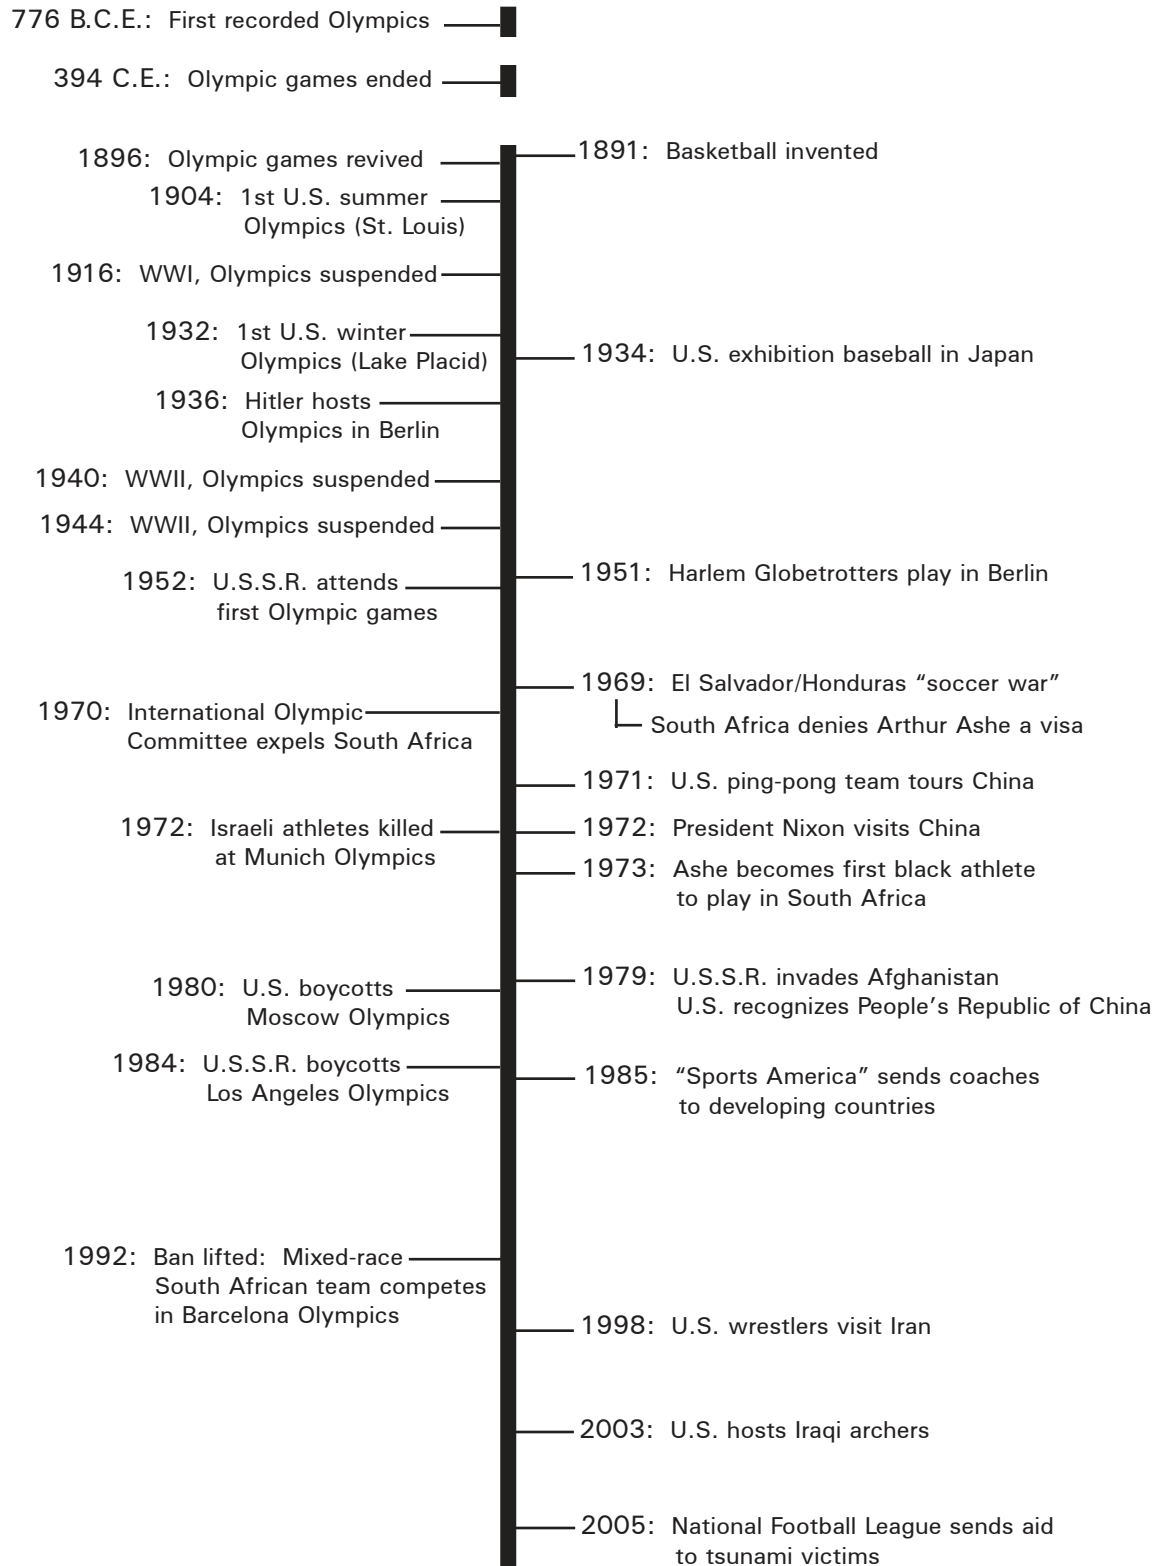 776 B.C.E.: First recorded Olympics
394 C.E.: Olympic games ended
1891: Basketball invented
1896: Olympic games revived
1904: 1st U.S. summer
Olympics (St. Louis)
1916: WWI, Olympics suspended
1932: 1st U.S. winter
Olympics (Lake Placid)
1934: U.S. exhibition baseball in Japan
1936: Hitler hosts
Olympics in Berlin
1940: WWII, Olympics suspended
1944: WWII, Olympics suspended
1951: Harlem Globetrotters play in Berlin
1952: U.S.S.R. attends
first Olympic games
1969: El Salvador/Honduras “soccer war”
South Africa denies Arthur Ashe a visa
1970: International Olympic
Committee expels South Africa
1971: U.S. ping-pong team tours China
1972: Israeli athletes killed
at Munich Olympics
1972: President Nixon visits China
1973: Ashe becomes first black athlete
to play in South Africa
1979: U.S.S.R. invades Afghanistan
U.S. recognizes People’s Republic of China
1980: U.S. boycotts
Moscow Olympics
1984: U.S.S.R. boycotts
Los Angeles Olympics
1985: “Sports America” sends coaches
to developing countries
1992: Ban lifted: Mixed-race
South African team competes
in Barcelona Olympics
1998: U.S. wrestlers visit Iran
2003: U.S. hosts Iraqi archers
2005: National Football League sends aid
to tsunami victims